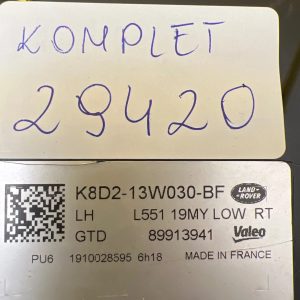 KOMPLET
29420
K8D2-13W030-BF LAND-ROVER
LH L551 19MY LOW RT
GTD 89913941 Valeo
PU6 1910028595 6h18 MADE IN FRANCE